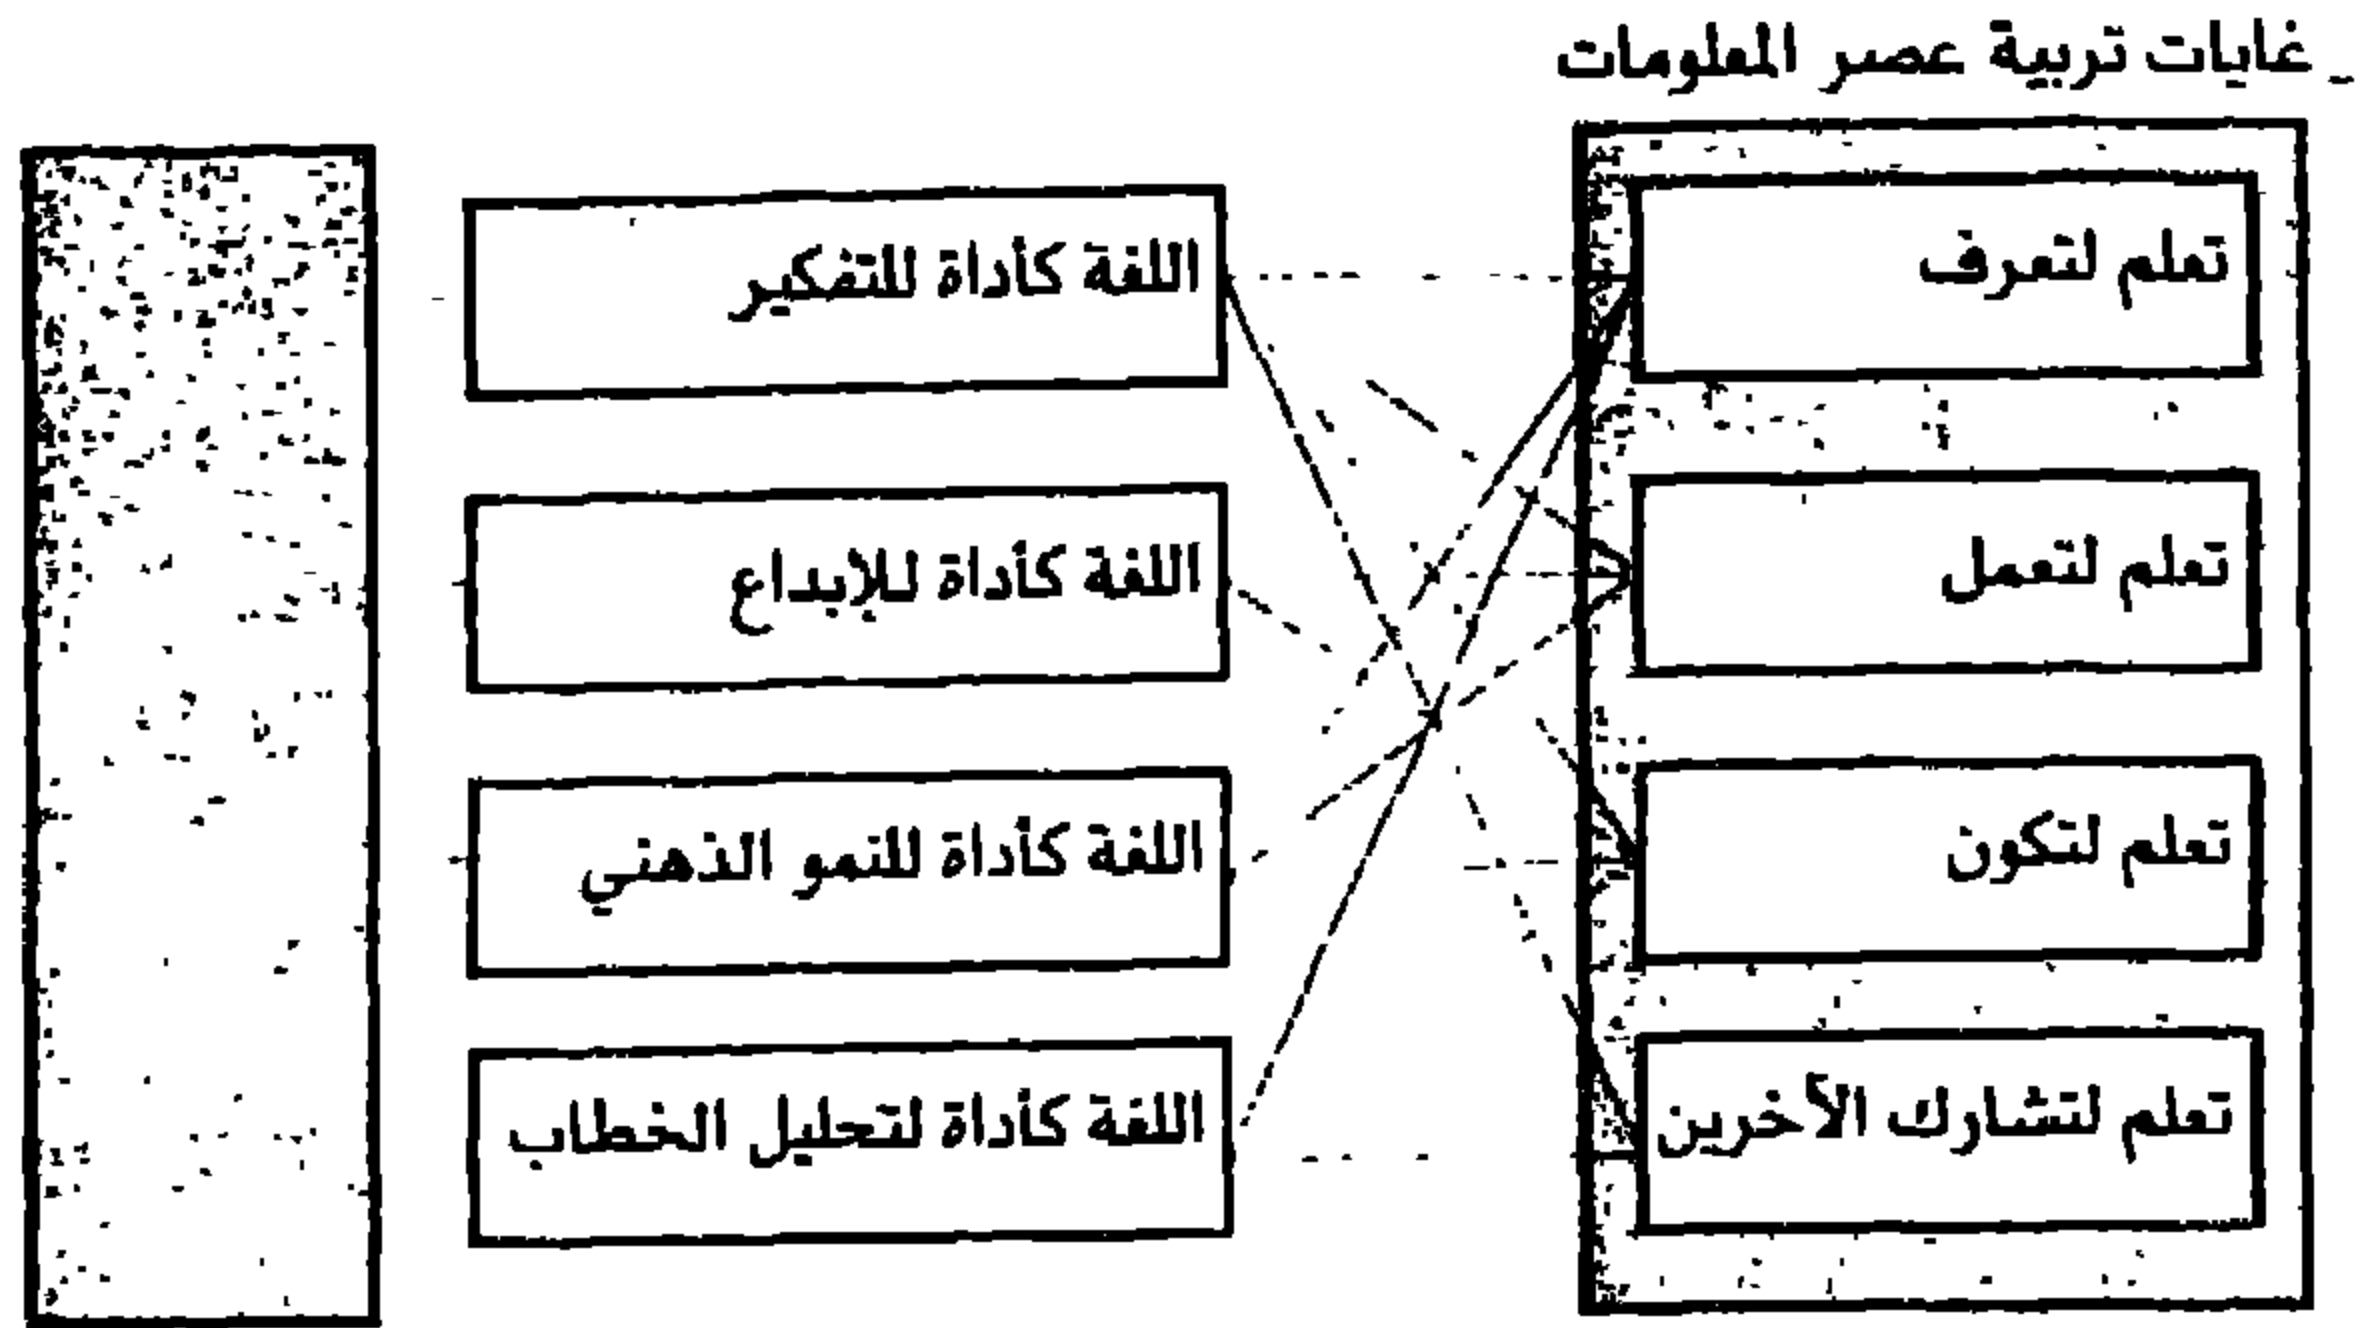 ـ غايات تربية عصر المعلومات
تعلم لتعرف
تعلم لتعمل
تعلم لتكون
تعلم لتشارك الآخرين
اللغة كأداة للتفكير
اللغة كأداة للإبداع
اللغة كأداة للنمو الذهني
اللغة كأداة لتحليل الخطاب